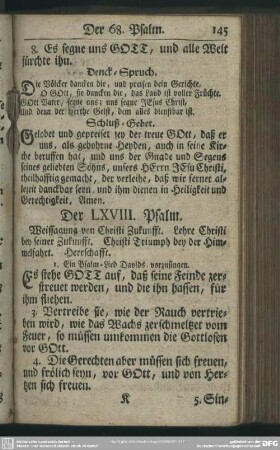 Der 68. Psalm. 145
8. Es segne uns GOTT, und alle Welt
fürchte ihn.
Denck-Spruch.
Die Völcker dancken dir, und preisen dein Gerichte.
O GOtt, sie dancken dir, das Land ist voller Früchte.
GOtt Vater, segne uns; uns segne JEsus Christ,
und denn der werthe Geist, dem alles dienstbar ist.
Schluß-Gebet.
Gelobet und gepreiset sey der treue GOtt, daß er
uns, als gebohrne Heyden, auch in seine Kir-
che beruffen hat, und uns der Gnade und Segens
seines geliebten Sohns, unsers HErrn JEsu Christi,
theilhafftig gemacht, der verleihe, daß wir ferner al-
lezeit danckbar seyn, und ihm dienen in Heiligkeit und
Gerechtigkeit, Amen.
Der LXVIII. Psalm.
Weissagung von Christi Zukunfft. Lehre Christi
bey seiner Zukunfft. Christi Triumph bey der Him-
melfahrt. Herrschafft.
1. Ein Psalm-Lied Davids, vorzusingen.
Es stehe GOTT auf, daß seine Feinde zer-
streuet werden, und die ihn hassen, für
ihm fliehen.
3. Vertreibe sie, wie der Rauch vertrie-
ben wird, wie das Wachs zerschmeltzet vom
Feuer, so müssen umkommen die Gottlosen
vor GOtt.
4. Die Gerechten aber müssen sich freuen,
und frölich seyn, vor GOtt, und von Her-
tzen sich freuen.
K 5. Sin-